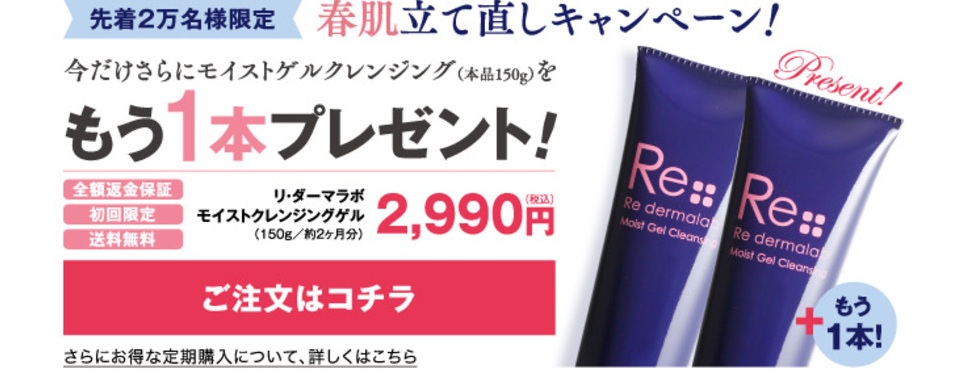 先着2万名様限定
春肌立て直しキャンペーン！
今だけさらにモイストゲルクレンジング（本品150g）を
もう1本プレゼント！
Present!
全額返金保証
初回限定
送料無料
リ・ダーマラボ
モイストクレンジングゲル
（150g／約2ヶ月分）
2,990円（税込）
ご注文はコチラ
さらにお得な定期購入について、詳しくはこちら
Re
Re dermalab
Moist Gel Cleansing
Re
Re dermalab
Moist Gel Cleansing
+もう
1本！